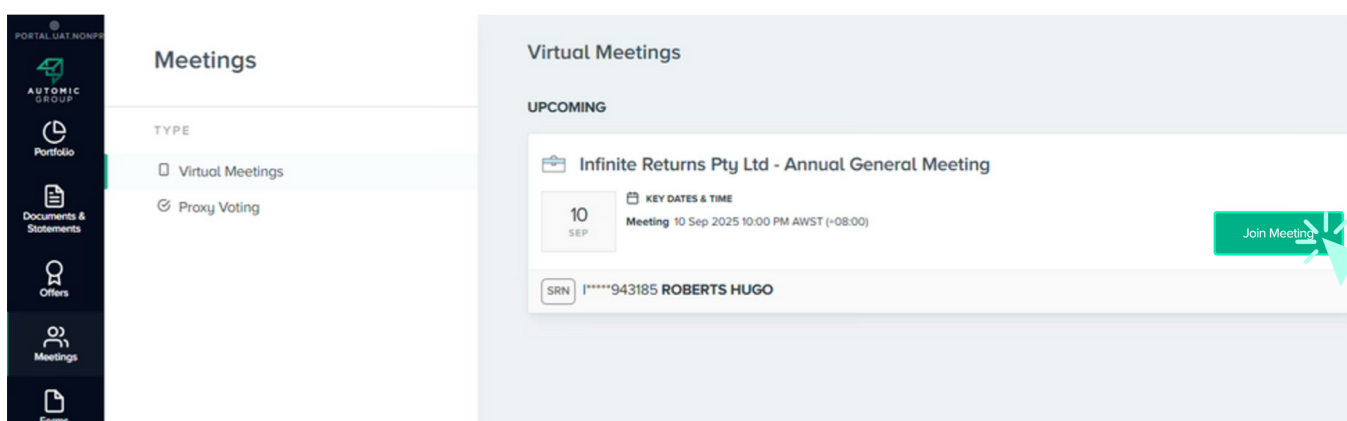 PORTAL.UAT.NONPR
AUTOMIC
GROUP
Portfolio
Documents &
Statements
Offers
Meetings
Forms
Meetings
TYPE
Virtual Meetings
Proxy Voting
Virtual Meetings
UPCOMING
Infinite Returns Pty Ltd - Annual General Meeting
10
SEP
KEY DATES & TIME
Meeting 10 Sep 2025 10:00 PM AWST (+08:00)
Join Meeting
SRN I*****943185 ROBERTS HUGO